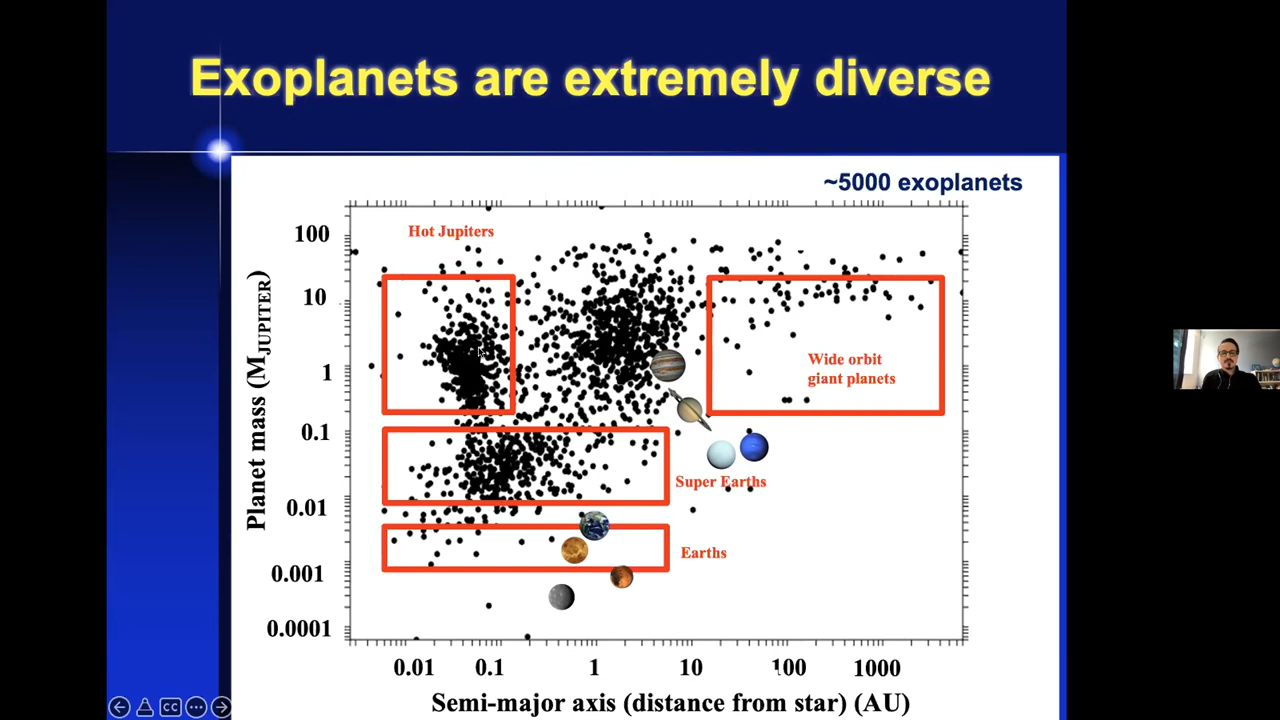 Exoplanets are extremely diverse
~5000 exoplanets
Hot Jupiters
Wide orbit
giant planets
Super Earths
Earths
Planet mass (MJUPITER)
100
10
1
0.1
0.01
0.001
0.0001
0.01 0.1 1 10 100 1000
Semi-major axis (distance from star) (AU)
CC